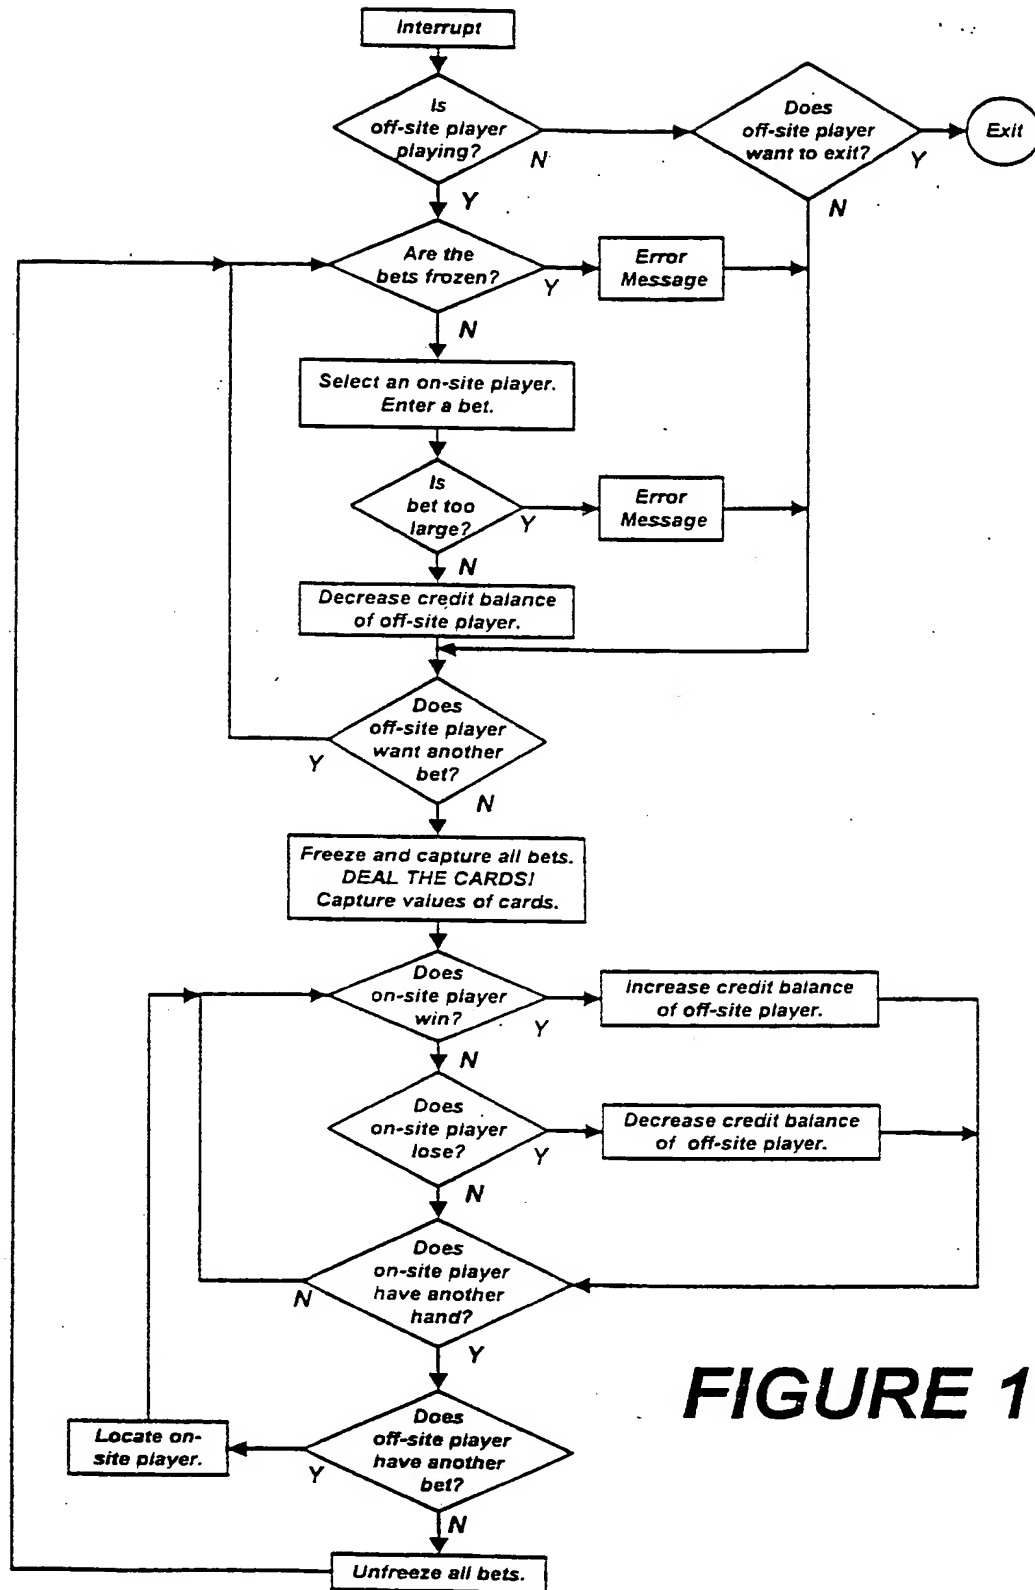 Interrupt
Is
off-site player
playing?
N
Y
Does
off-site player
want to exit?
Y
N
Exit
Are the
bets frozen?
Y
N
Error
Message
Select an on-site player.
Enter a bet.
Is
bet too
large?
Y
N
Error
Message
Decrease credit balance
of off-site player.
Does
off-site player
want another
bet?
Y
N
Freeze and capture all bets.
DEAL THE CARDS!
Capture values of cards.
Does
on-site player
win?
Y
N
Increase credit balance
of off-site player.
Does
on-site player
lose?
Y
N
Decrease credit balance
of off-site player.
Does
on-site player
have another
hand?
N
Y
Does
off-site player
have another
bet?
Y
N
Locate on-
site player.
Unfreeze all bets.
FIGURE 1